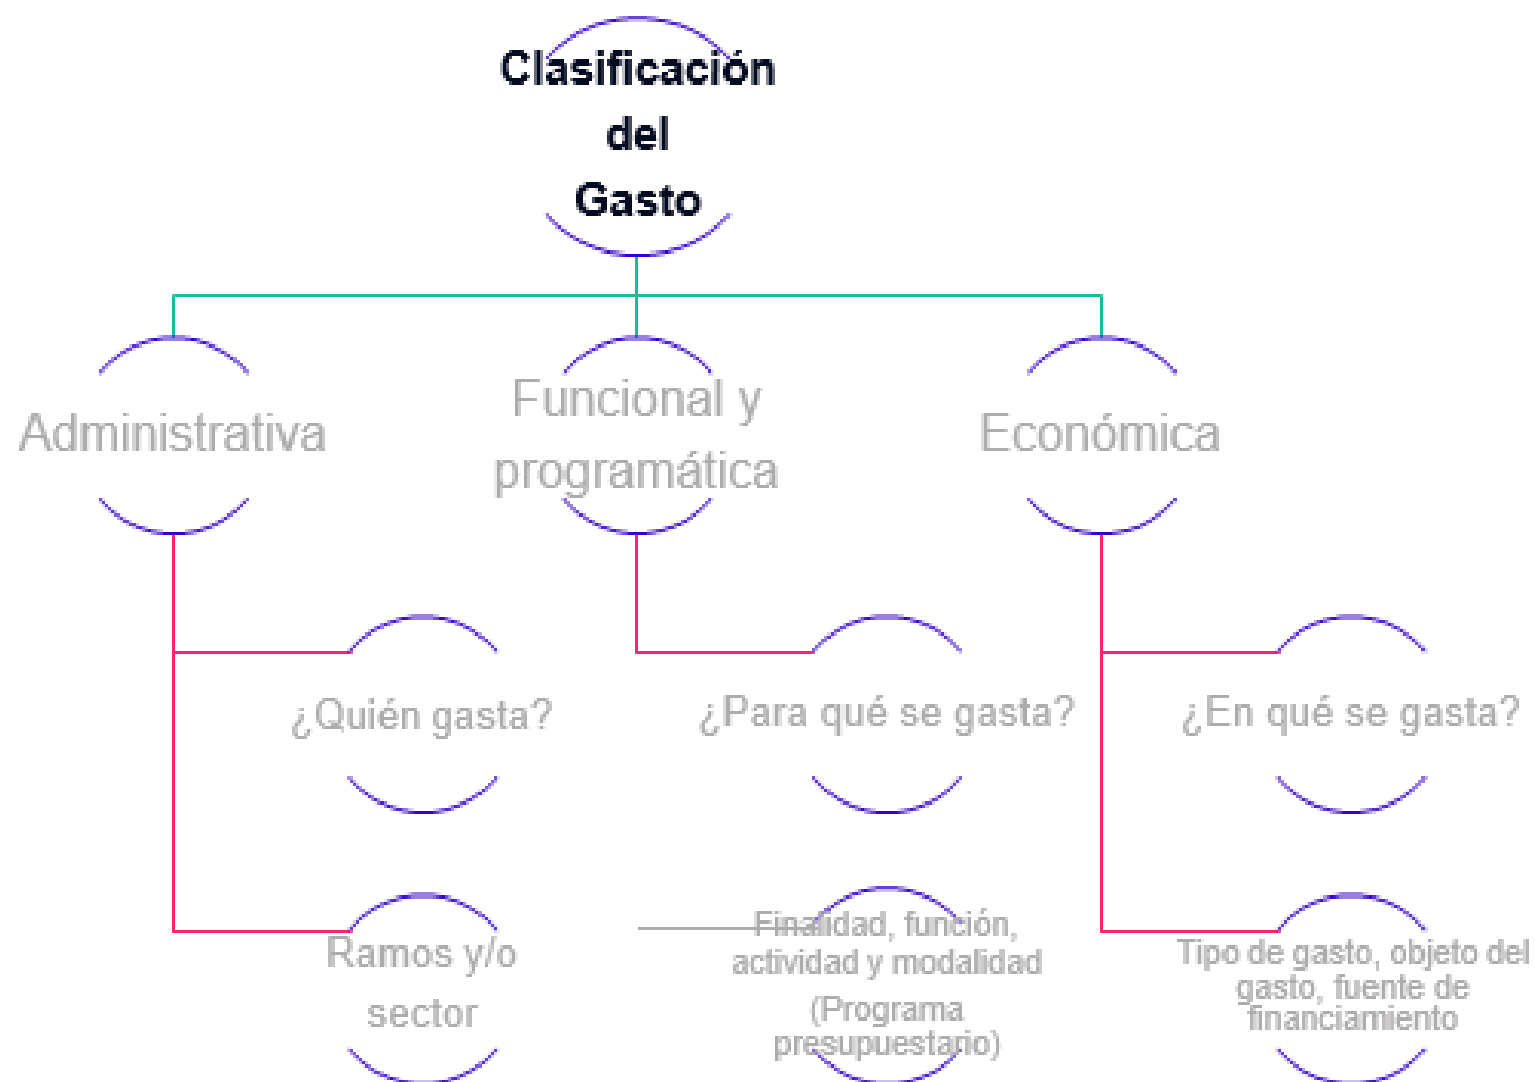 Clasificación
del
Gasto
Administrativa
Funcional y
programática
Económica
¿Quién gasta?
¿Para qué se gasta?
¿En qué se gasta?
Ramos y/o
sector
Finalidad, función,
actividad y modalidad
(Programa
presupuestario)
Tipo de gasto, objeto del
gasto, fuente de
financiamiento